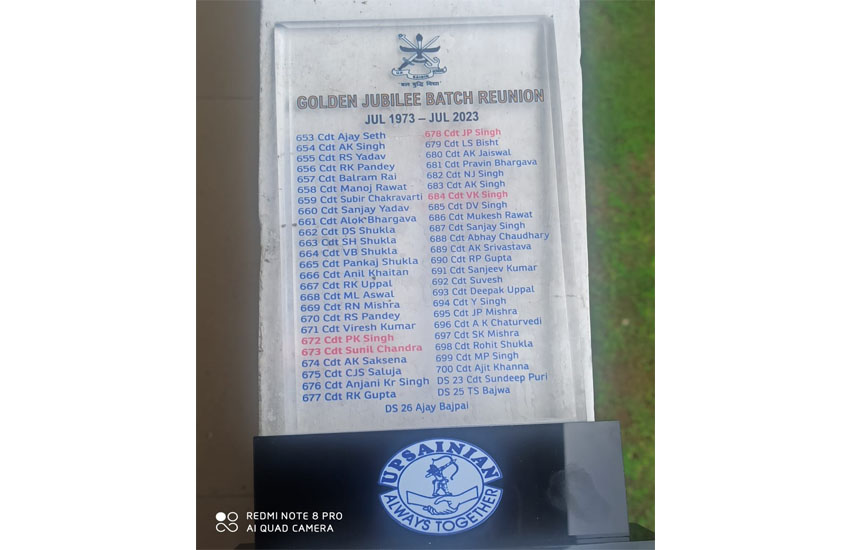 बल बुद्धि विद्या
GOLDEN JUBILEE BATCH REUNION
JUL 1973 – JUL 2023
653 Cdt Ajay Seth
654 Cdt AK Singh
655 Cdt RS Yadav
656 Cdt RK Pandey
657 Cdt Balram Rai
658 Cdt Manoj Rawat
659 Cdt Subir Chakravarti
660 Cdt Sanjay Yadav
661 Cdt Alok Bhargava
662 Cdt DS Shukla
663 Cdt SH Shukla
664 Cdt VB Shukla
665 Cdt Pankaj Shukla
666 Cdt Anil Khaitan
667 Cdt RK Uppal
668 Cdt ML Aswal
669 Cdt RN Mishra
670 Cdt RS Pandey
671 Cdt Viresh Kumar
672 Cdt PK Singh
673 Cdt Sunil Chandra
674 Cdt AK Saksena
675 Cdt CJS Saluja
676 Cdt Anjani Kr Singh
677 Cdt RK Gupta
678 Cdt JP Singh
679 Cdt LS Bisht
680 Cdt AK Jaiswal
681 Cdt Pravin Bhargava
682 Cdt NJ Singh
683 Cdt AK Singh
684 Cdt VK Singh
685 Cdt DV Singh
686 Cdt Mukesh Rawat
687 Cdt Sanjay Singh
688 Cdt Abhay Chaudhary
689 Cdt AK Srivastava
690 Cdt RP Gupta
691 Cdt Sanjeev Kumar
692 Cdt Suvesh
693 Cdt Deepak Uppal
694 Cdt Y Singh
695 Cdt JP Mishra
696 Cdt A K Chaturvedi
697 Cdt SK Mishra
698 Cdt Rohit Shukla
699 Cdt MP Singh
700 Cdt Ajit Khanna
DS 23 Cdt Sundeep Puri
DS 25 TS Bajwa
DS 26 Ajay Bajpai
UPSAINIAN
ALWAYS TOGETHER
REDMI NOTE 8 PRO
AI QUAD CAMERA